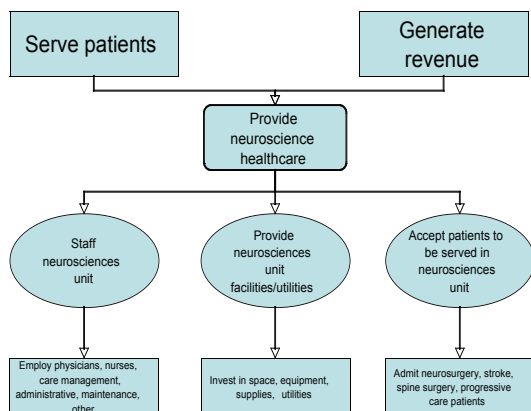 Serve patients
Generate
revenue
Provide
neuroscience
healthcare
Staff
neurosciences
unit
Provide
neurosciences
unit
facilities/utilities
Accept patients to
be served in
neurosciences
unit
Employ physicians, nurses,
care management,
administrative, maintenance,
other
Invest in space, equipment,
supplies, utilities
Admit neurosurgery, stroke,
spine surgery, progressive
care patients